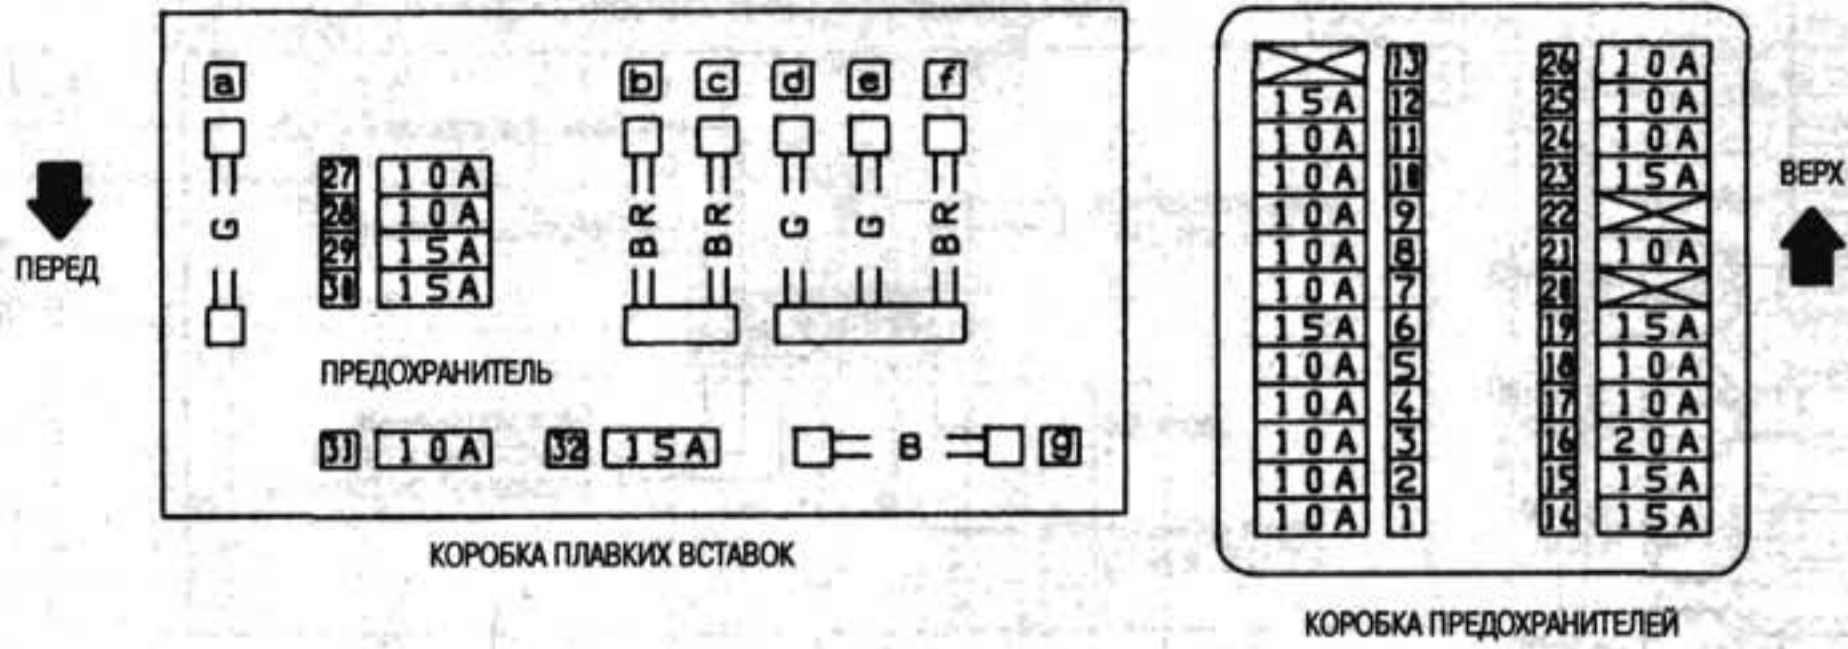 a b c d e f
27 10A
28 10A
29 15A
30 15A
G BR BR G G BR
ПЕРЕД
ПРЕДОХРАНИТЕЛЬ
31 10A 32 15A B g
КОРОБКА ПЛАВКИХ ВСТАВОК
13 26 10A
15A 12 25 10A
10A 11 24 10A
10A 10 23 15A
10A 9 22
10A 8 21 10A
10A 7 20
15A 6 19 15A
10A 5 18 10A
10A 4 17 10A
10A 3 16 20A
10A 2 15 15A
10A 1 14 15A
ВЕРХ
КОРОБКА ПРЕДОХРАНИТЕЛЕЙ